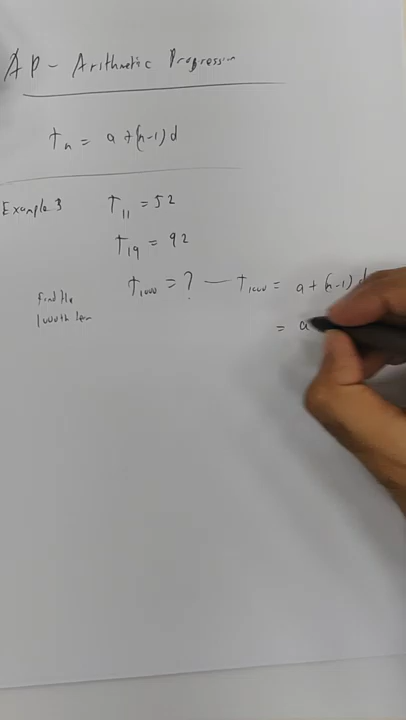 AP - Arithmetic Progression
Tn = a + (n-1) d
Example 3 T11 = 52
T19 = 92
find the 1000th term
T1000 = ? — T1000 = a + (n-1) d
= a